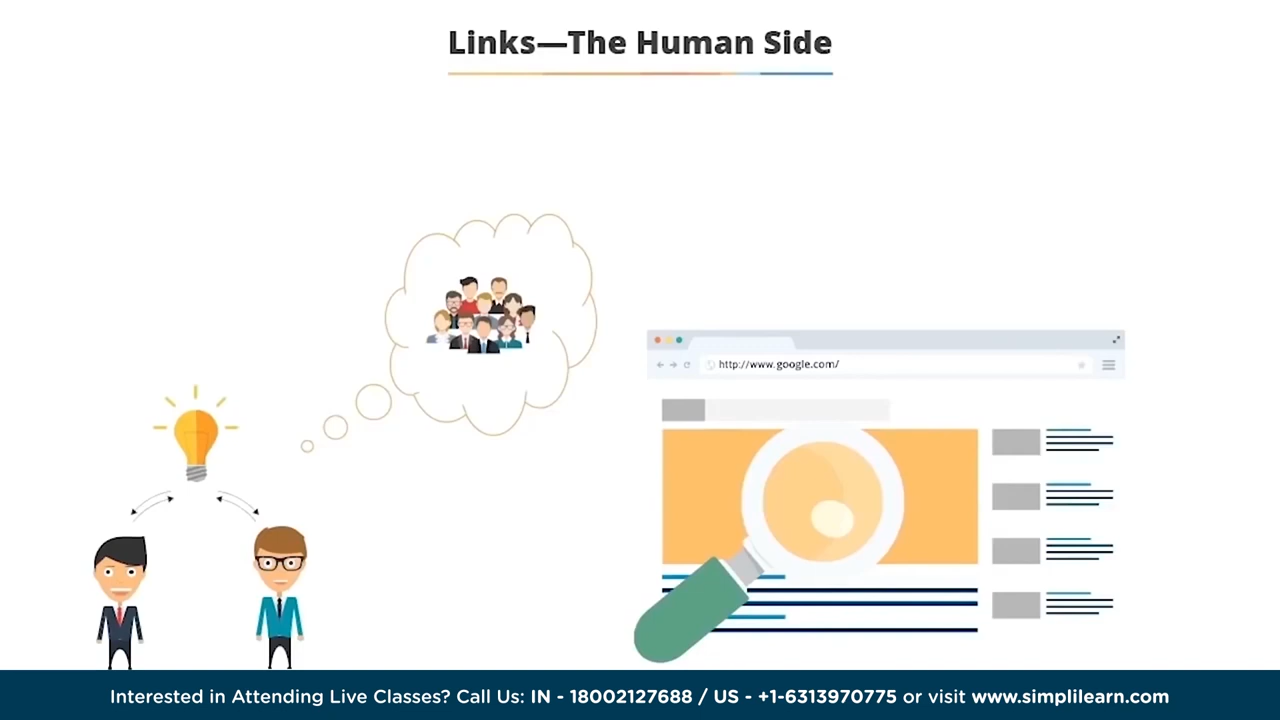 Links—The Human Side
http://www.google.com/
Interested in Attending Live Classes? Call Us: IN - 18002127688 / US - +1-6313970775 or visit www.simplilearn.com